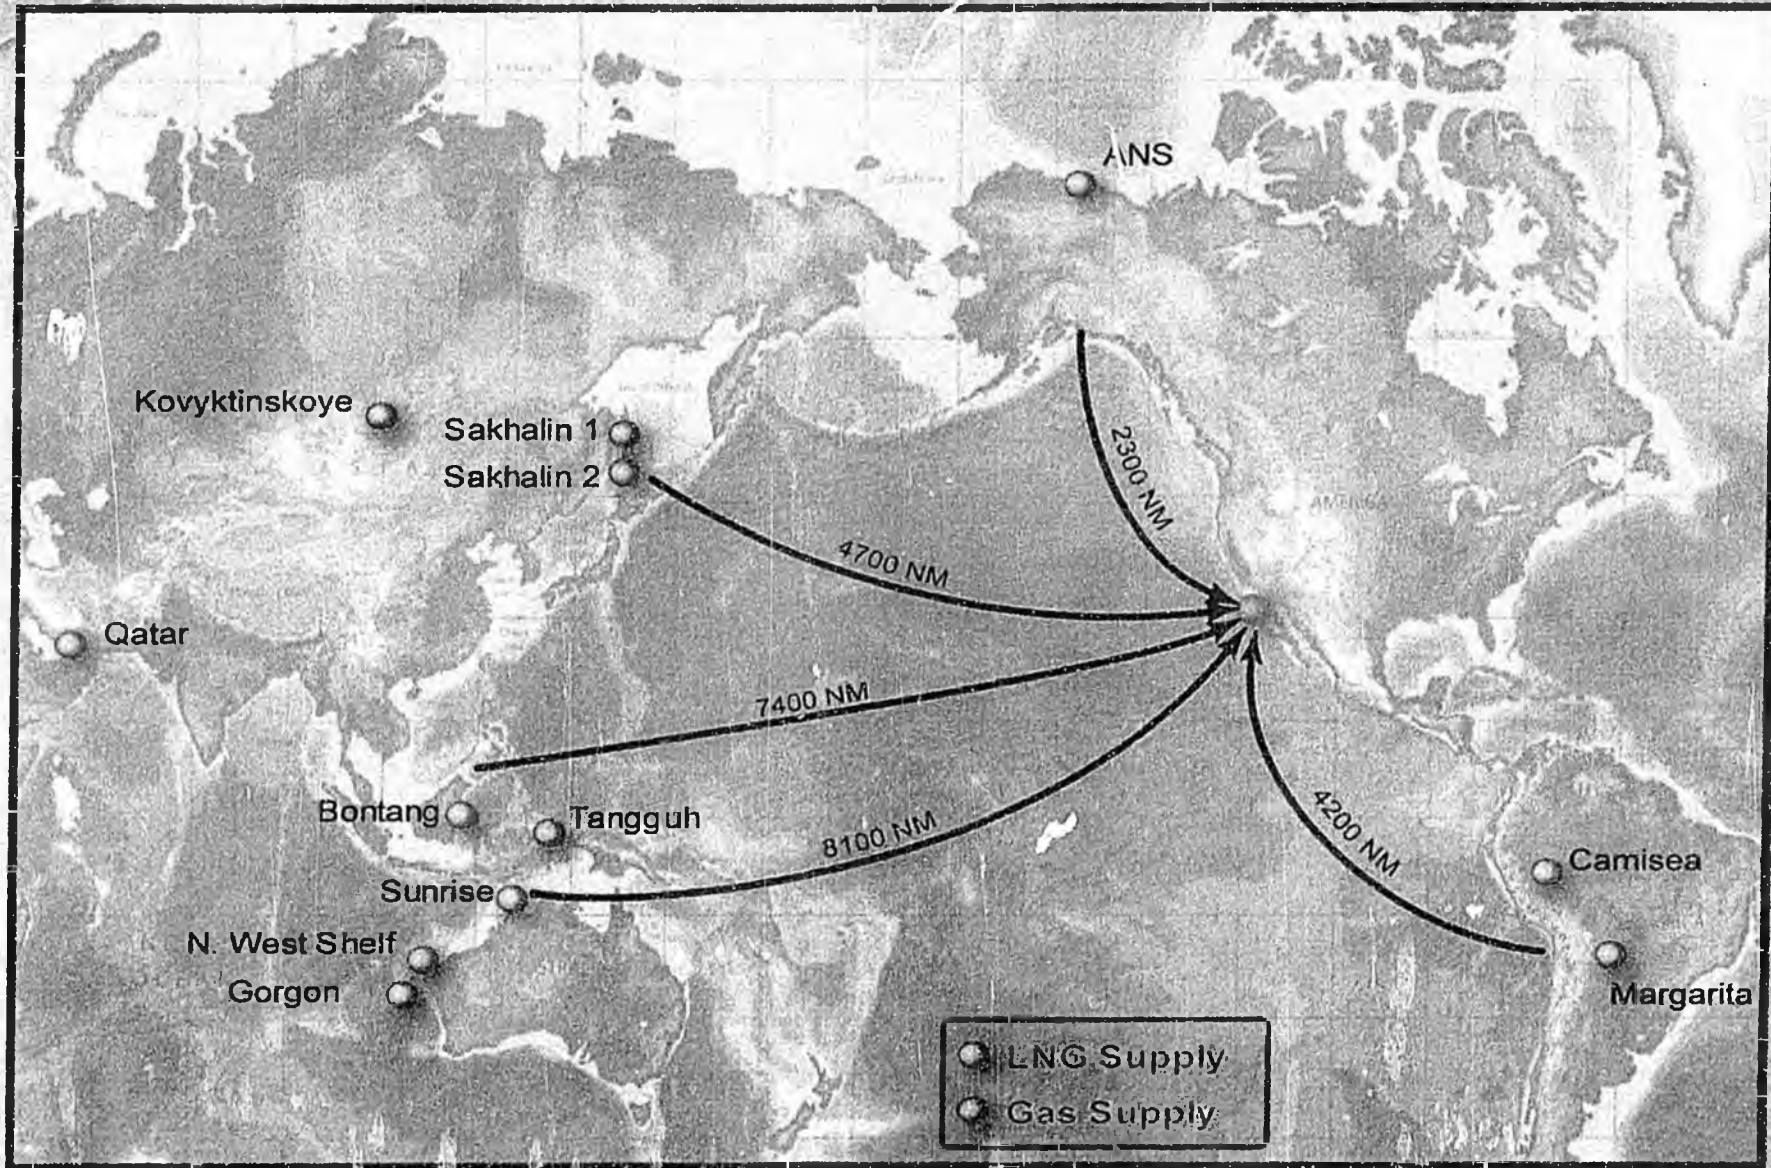 ANS
Kovyktinskoye
Sakhalin 1
Sakhalin 2
2300 NM
AMERICA
4700 NM
Qatar
7400 NM
Bontang
Tangguh
8100 NM
4200 NM
Camisea
Sunrise
N. West Shelf
Gorgon
Margarita
LNG Supply
Gas Supply